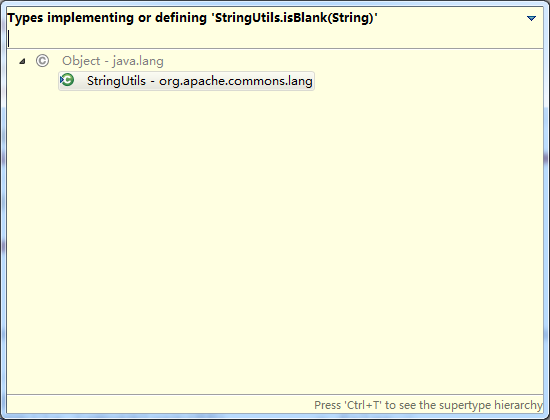 Types implementing or defining 'StringUtils.isBlank(String)'
Object - java.lang
StringUtils - org.apache.commons.lang
Press 'Ctrl+T' to see the supertype hierarchy